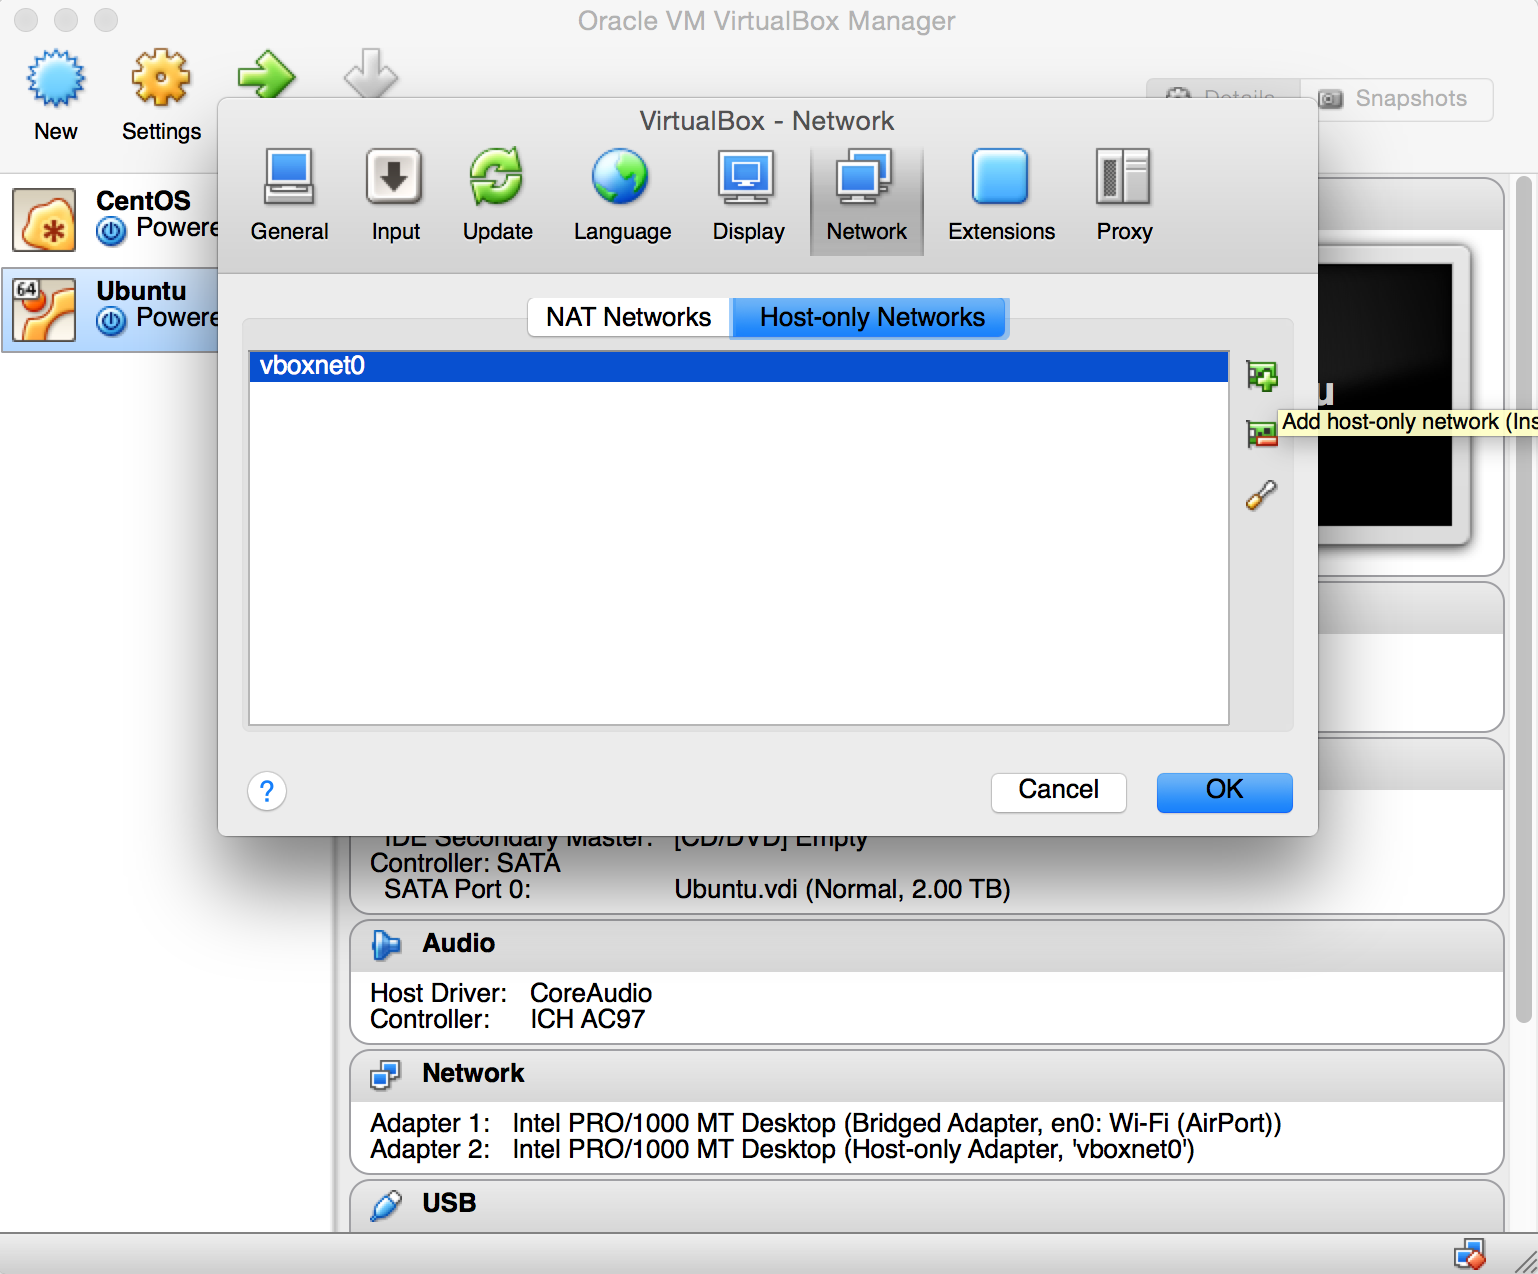 Oracle VM VirtualBox Manager
New
Settings
Details
Snapshots
CentOS
Powere
64
Ubuntu
Powere
VirtualBox - Network
General
Input
Update
Language
Display
Network
Extensions
Proxy
NAT Networks
Host-only Networks
vboxnet0
u
Add host-only network (Ins
?
Cancel
OK
IDE Secondary Master: [CD/DVD] Empty
Controller: SATA
SATA Port 0: Ubuntu.vdi (Normal, 2.00 TB)
Audio
Host Driver: CoreAudio
Controller: ICH AC97
Network
Adapter 1: Intel PRO/1000 MT Desktop (Bridged Adapter, en0: Wi-Fi (AirPort))
Adapter 2: Intel PRO/1000 MT Desktop (Host-only Adapter, 'vboxnet0')
USB